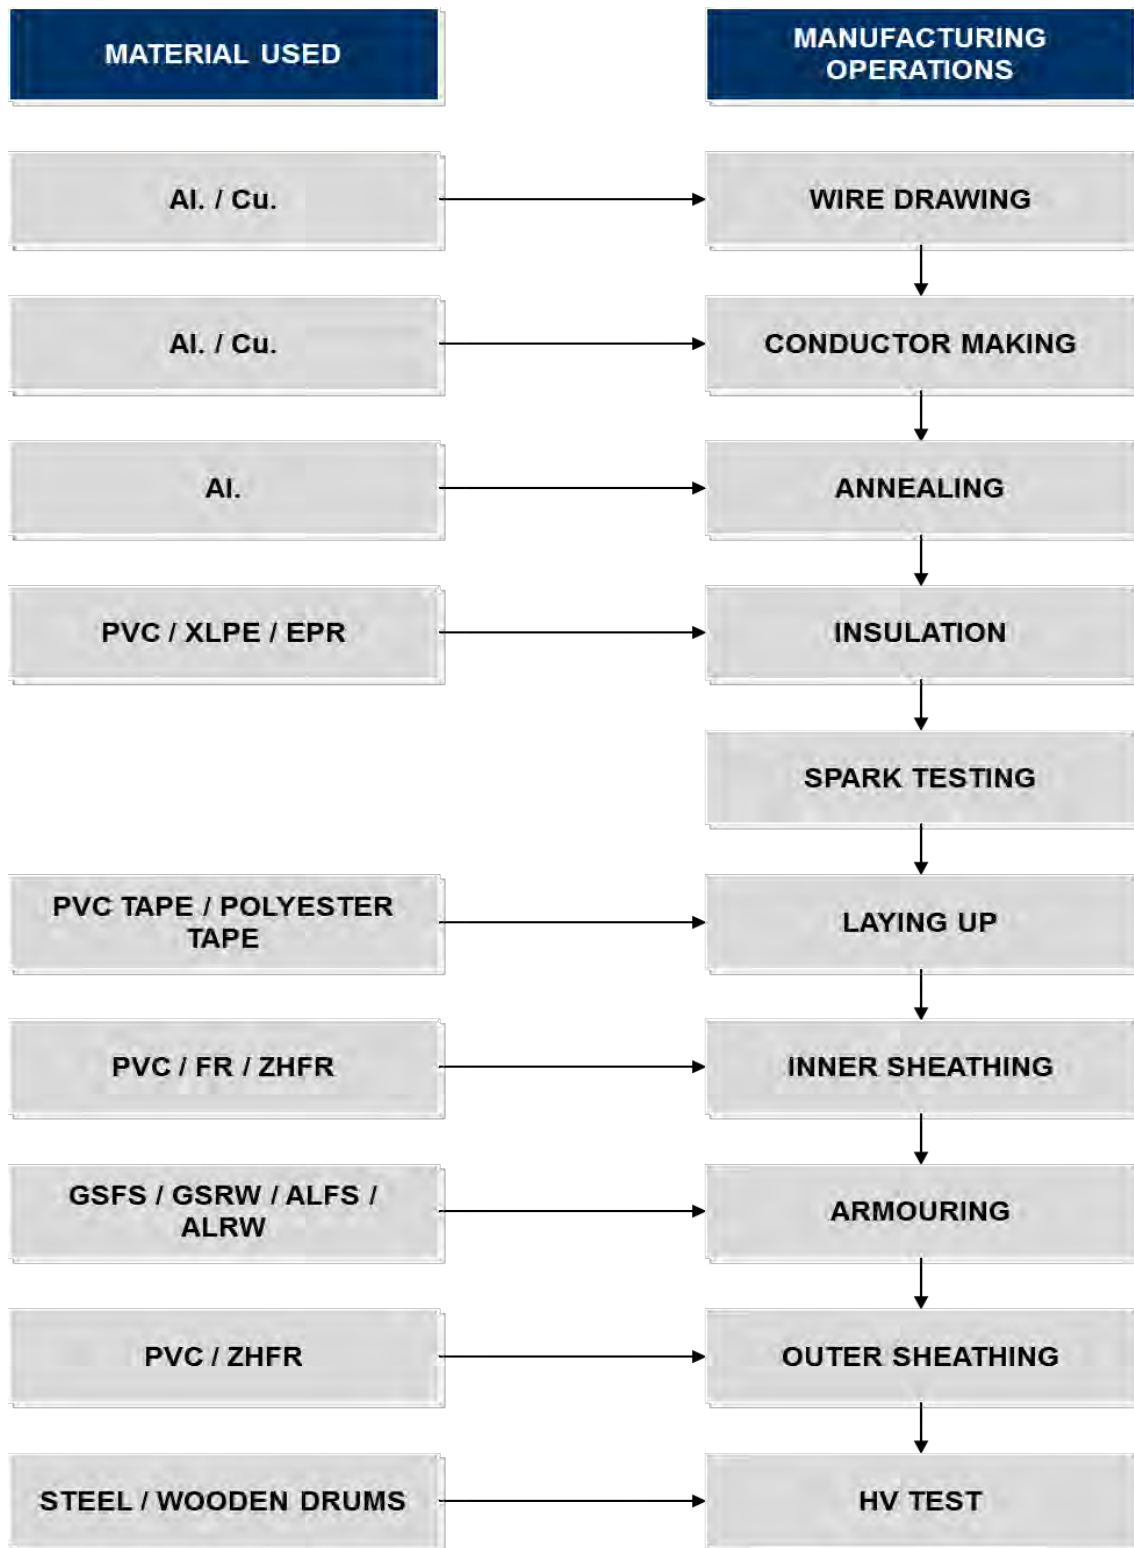 MATERIAL USED
MANUFACTURING
OPERATIONS
Al. / Cu.
WIRE DRAWING
Al. / Cu.
CONDUCTOR MAKING
Al.
ANNEALING
PVC / XLPE / EPR
INSULATION
SPARK TESTING
PVC TAPE / POLYESTER
TAPE
LAYING UP
PVC / FR / ZHFR
INNER SHEATHING
GSFS / GSRW / ALFS /
ALRW
ARMOURING
PVC / ZHFR
OUTER SHEATHING
STEEL / WOODEN DRUMS
HV TEST